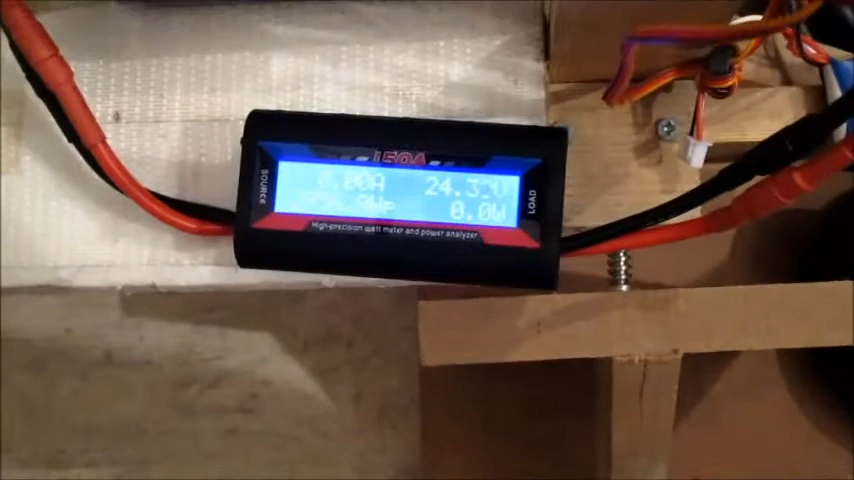 150A
SOURCE
0.00A
0.0W
LOAD
High-precision watt meter and power analyzer